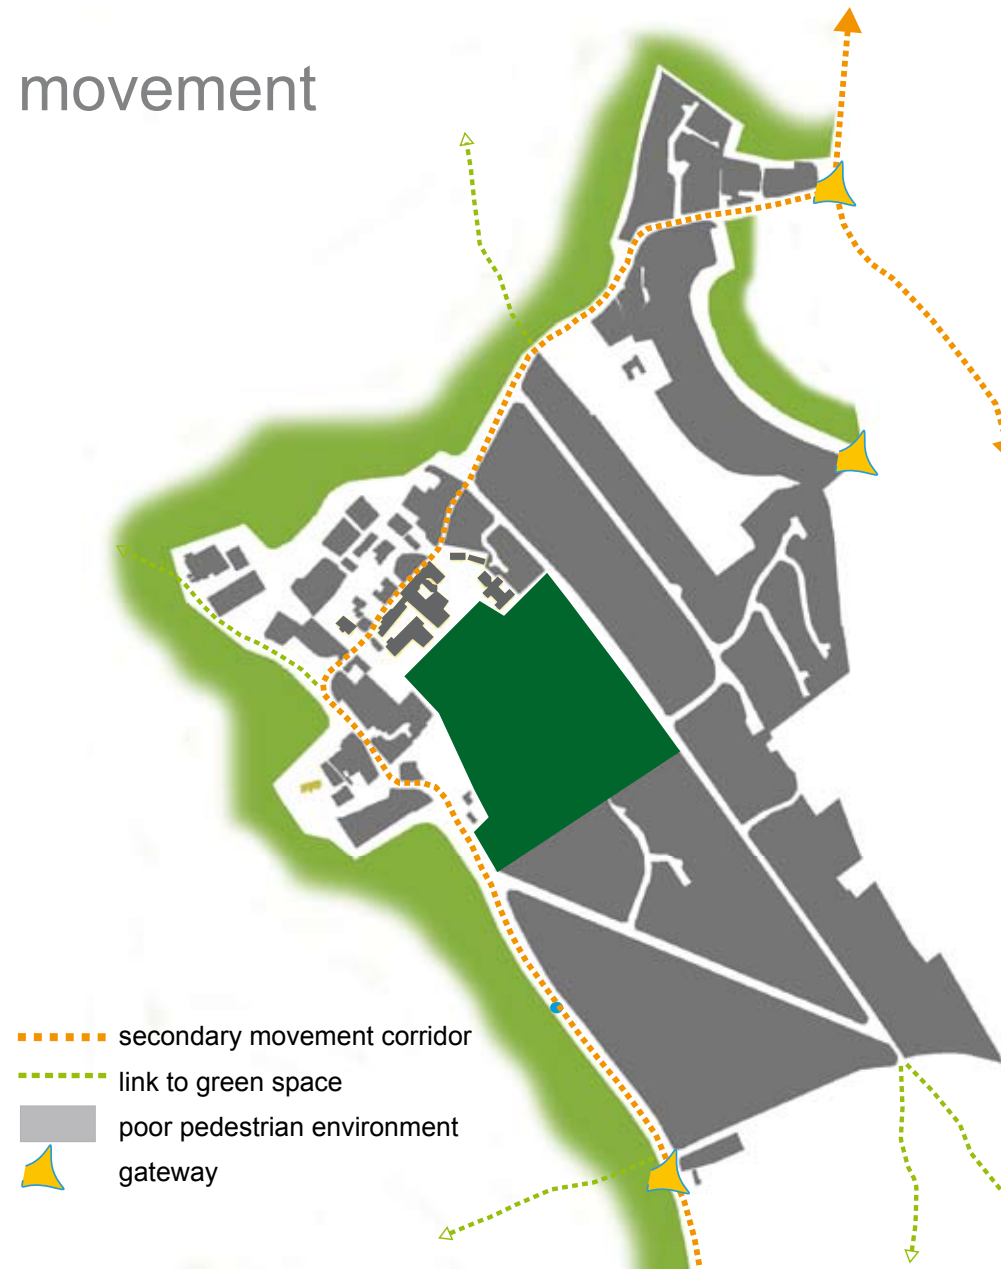 movement
secondary movement corridor
link to green space
poor pedestrian environment
gateway